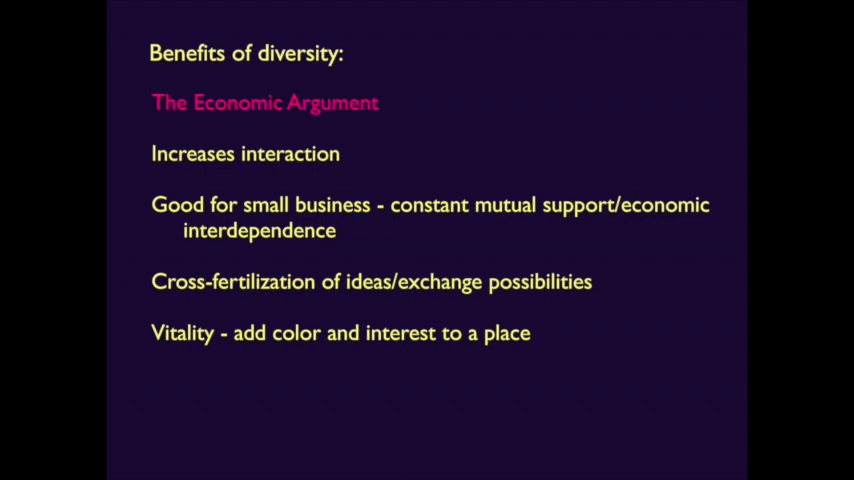 Benefits of diversity:
The Economic Argument
Increases interaction
Good for small business - constant mutual support/economic
interdependence
Cross-fertilization of ideas/exchange possibilities
Vitality - add color and interest to a place